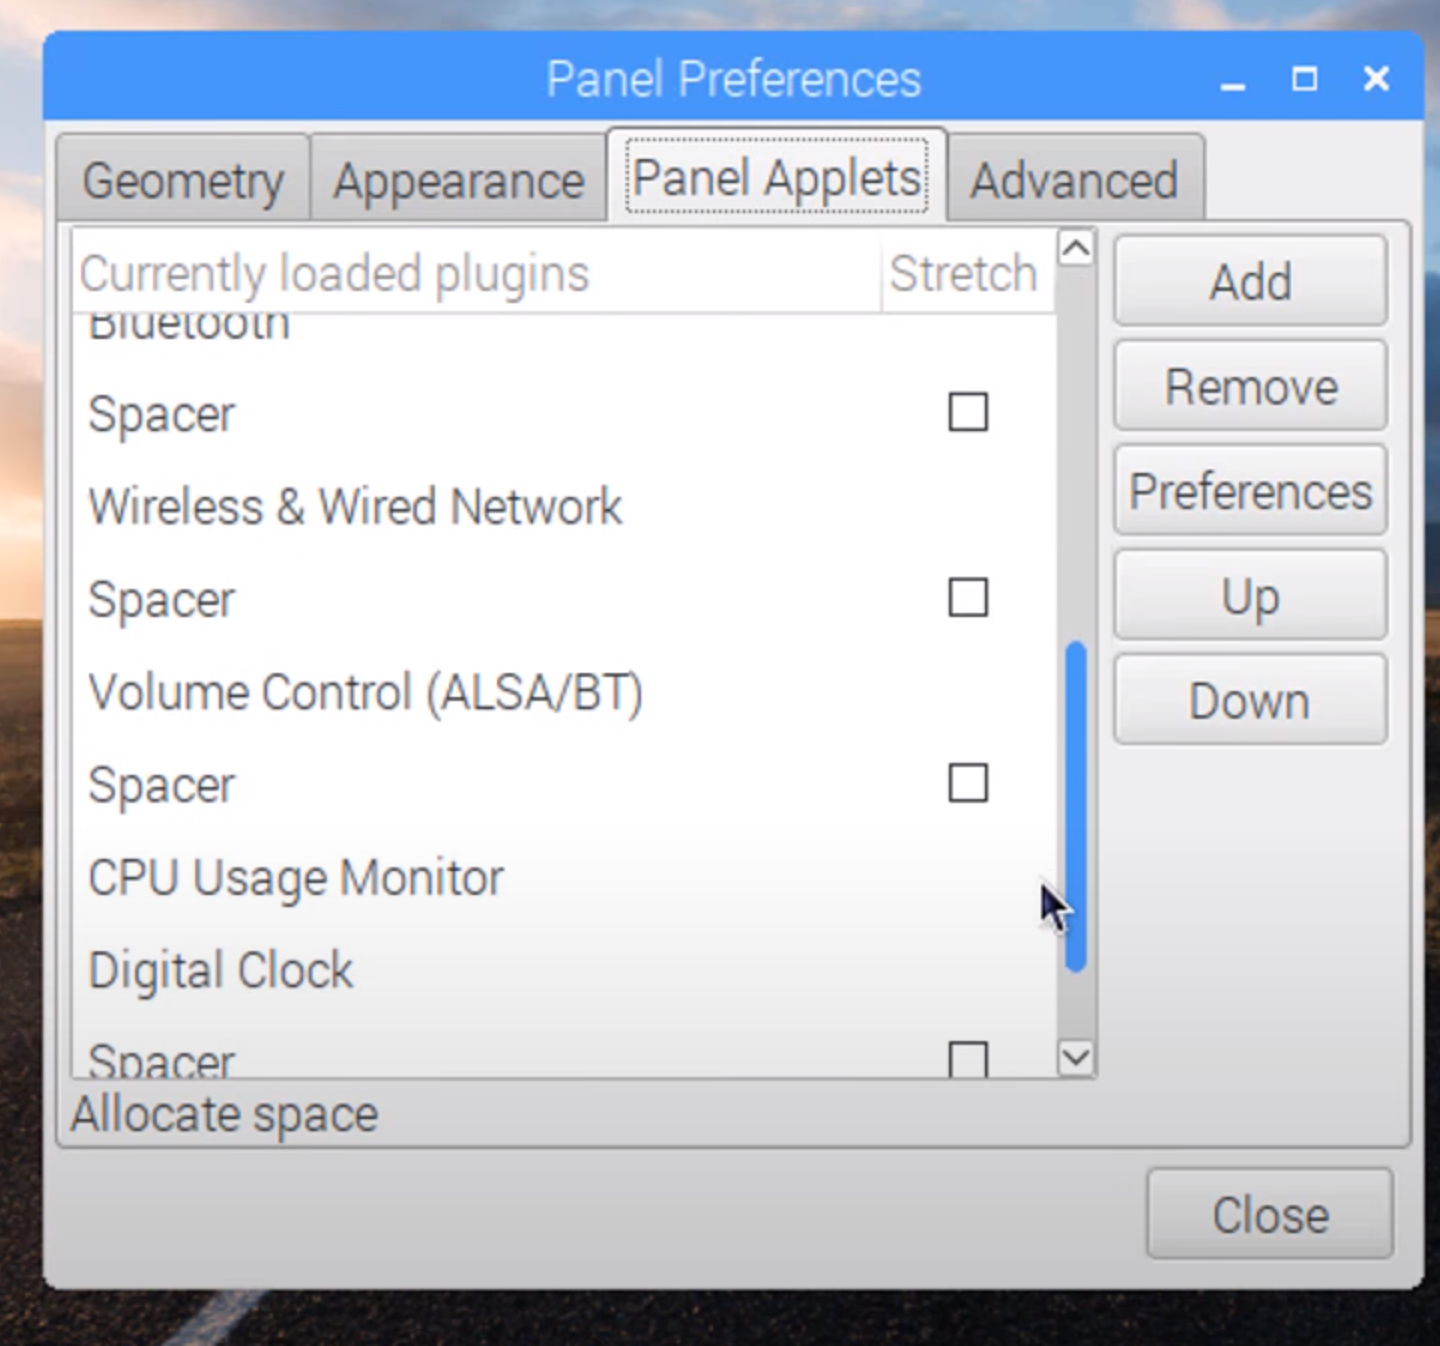 Panel Preferences
Geometry Appearance Panel Applets Advanced
Currently loaded plugins Stretch
Bluetooth
Spacer
Wireless & Wired Network
Spacer
Volume Control (ALSA/BT)
Spacer
CPU Usage Monitor
Digital Clock
Spacer
Allocate space
Add
Remove
Preferences
Up
Down
Close